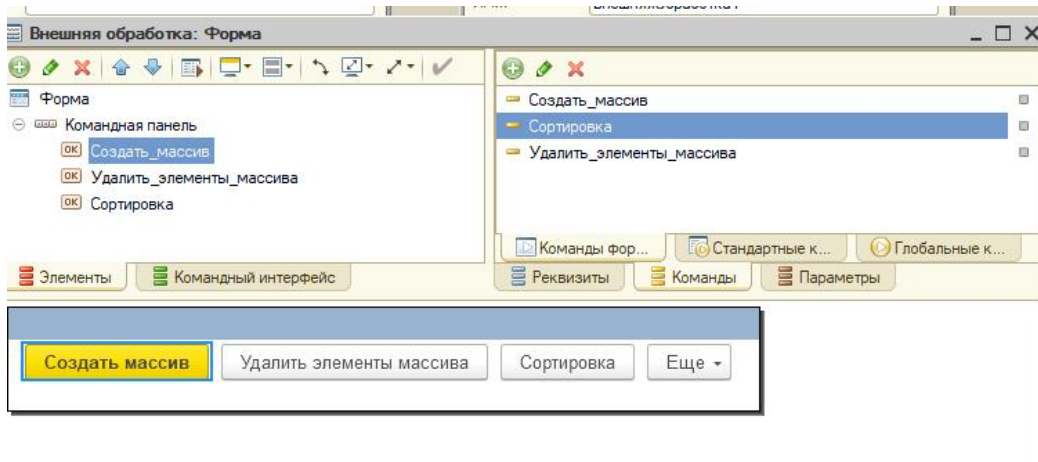 Внешняя обработка: Форма
Форма
Командная панель
Создать_массив
Удалить_элементы_массива
Сортировка
Элементы
Командный интерфейс
Создать_массив
Сортировка
Удалить_элементы_массива
Команды фор...
Стандартные к...
Глобальные к...
Реквизиты
Команды
Параметры
Создать массив
Удалить элементы массива
Сортировка
Еще